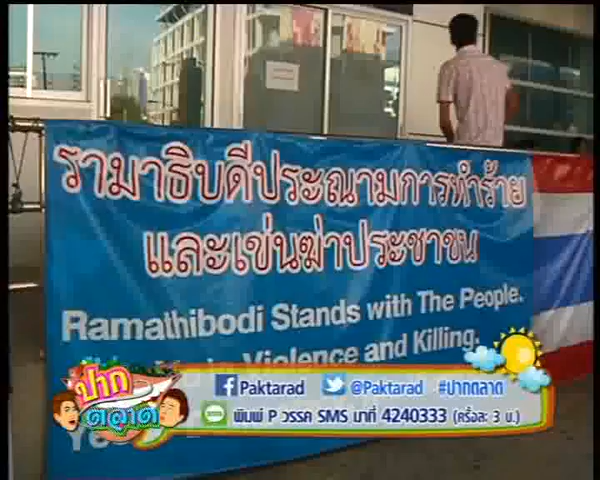 รามาธิบดีประณามการทำร้าย
และเข่นฆ่าประชาชน
Ramathibodi Stands with The People.
Violence and Killing.
ปาก
ตลาด
Paktarad @Paktarad #ปากตลาด
พิมพ์ P วรรค SMS มาที่ 4240333 (ครั้งละ 3 บ.)